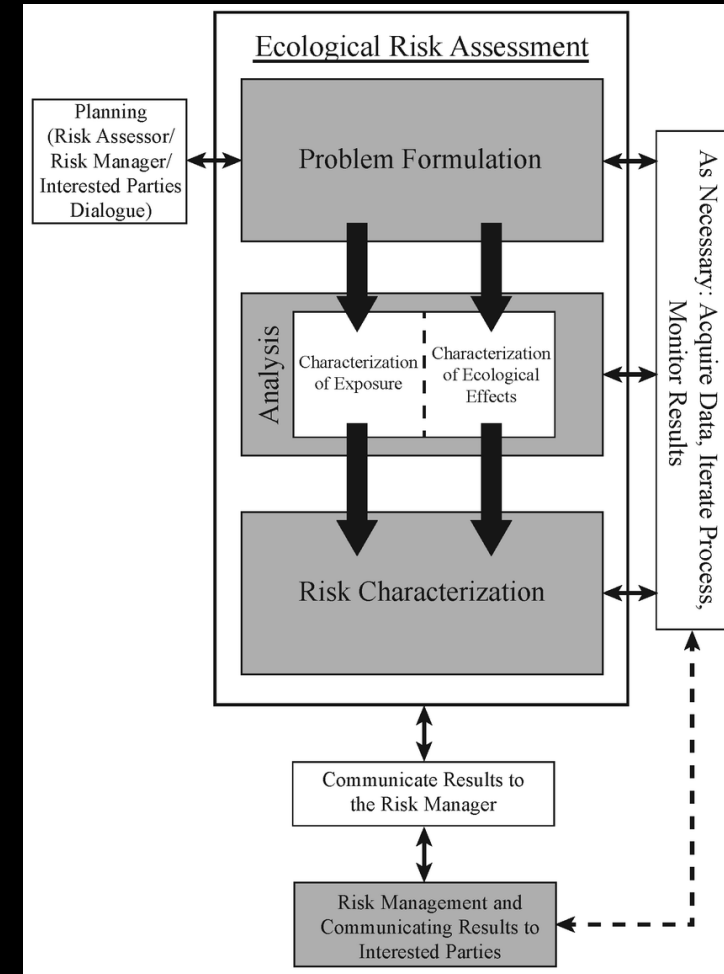 Ecological Risk Assessment
Planning
(Risk Assessor/
Risk Manager/
Interested Parties
Dialogue)
Problem Formulation
As Necessary: Acquire Data, Iterate Process,
Monitor Results
Analysis
Characterization
of Exposure
Characterization
of Ecological
Effects
Risk Characterization
Communicate Results to
the Risk Manager
Risk Management and
Communicating Results to
Interested Parties